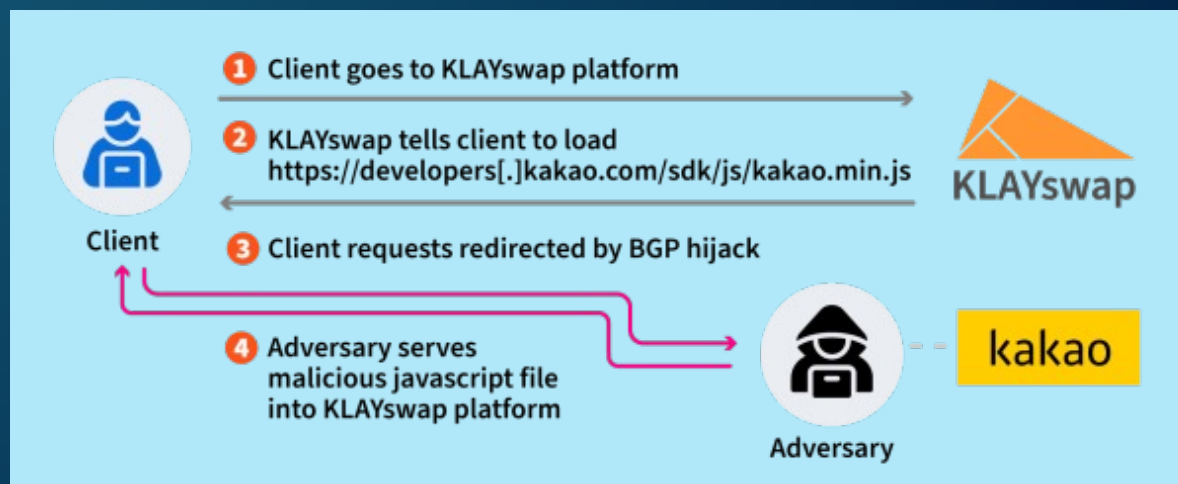 1 Client goes to KLAYswap platform
2 KLAYswap tells client to load
https://developers[.]kakao.com/sdk/js/kakao.min.js
KLAYswap
Client
3 Client requests redirected by BGP hijack
4 Adversary serves
malicious javascript file
into KLAYswap platform
kakao
Adversary